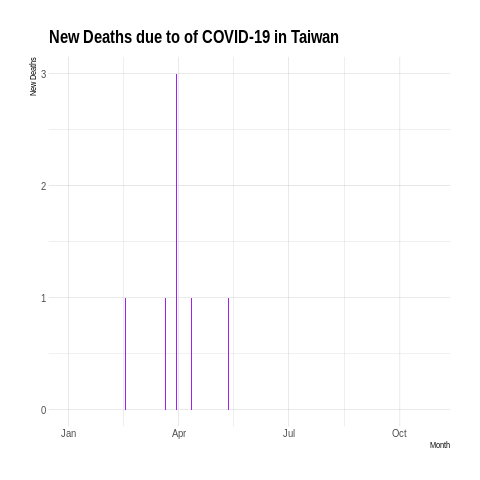 New Deaths due to of COVID-19 in Taiwan
New Deaths
3
2
1
0
Jan Apr Jul Oct
Month